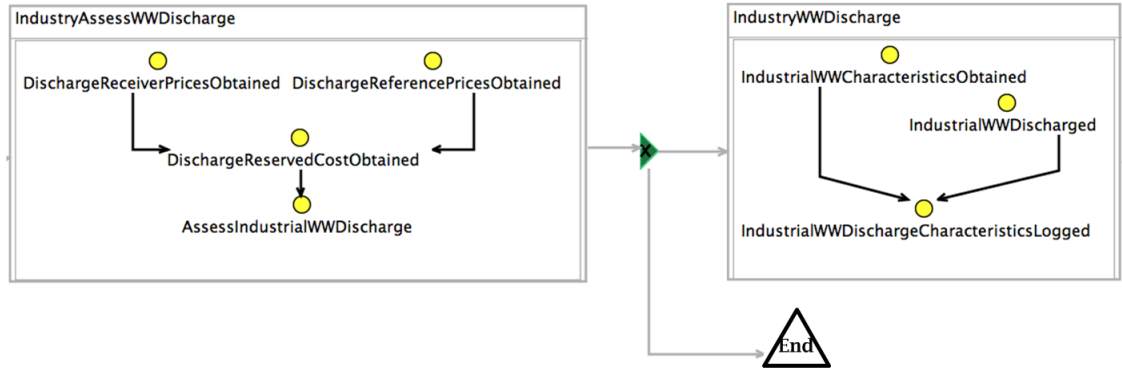 IndustryAssessWWDischarge
DischargeReceiverPricesObtained
DischargeReferencePricesObtained
DischargeReservedCostObtained
AssessIndustrialWWDischarge
X
IndustryWWDischarge
IndustrialWWCharacteristicsObtained
IndustrialWWDischarged
IndustrialWWDischargeCharacteristicsLogged
End